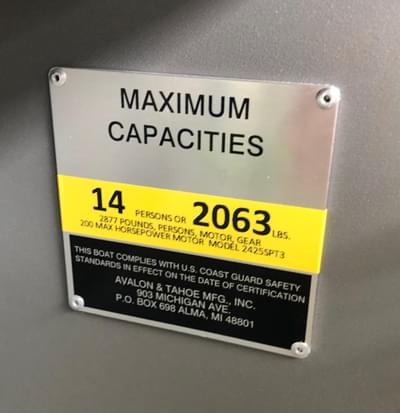 MAXIMUM
CAPACITIES
14 PERSONS OR 2063 LBS.
2877 POUNDS, PERSONS, MOTOR, GEAR
200 MAX HORSEPOWER MOTOR MODEL 2425SPT3
THIS BOAT COMPLIES WITH U.S. COAST GUARD SAFETY
STANDARDS IN EFFECT ON THE DATE OF CERTIFICATION
AVALON & TAHOE MFG., INC.
903 MICHIGAN AVE.
P.O. BOX 698 ALMA, MI 48801